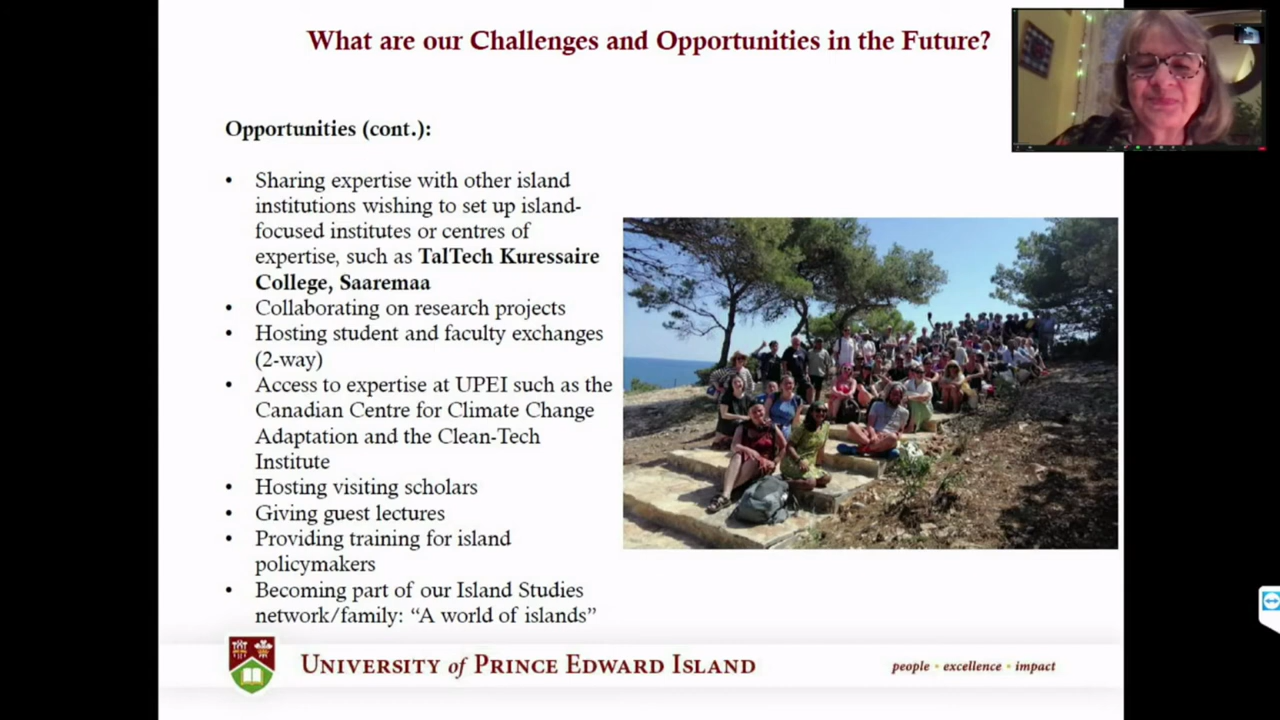 What are our Challenges and Opportunities in the Future?
Opportunities (cont.):
• Sharing expertise with other island
institutions wishing to set up island-
focused institutes or centres of
expertise, such as TalTech Kuressaire
College, Saaremaa
• Collaborating on research projects
• Hosting student and faculty exchanges
(2-way)
• Access to expertise at UPEI such as the
Canadian Centre for Climate Change
Adaptation and the Clean-Tech
Institute
• Hosting visiting scholars
• Giving guest lectures
• Providing training for island
policymakers
• Becoming part of our Island Studies
network/family: “A world of islands”
UNIVERSITY of PRINCE EDWARD ISLAND
people • excellence • impact